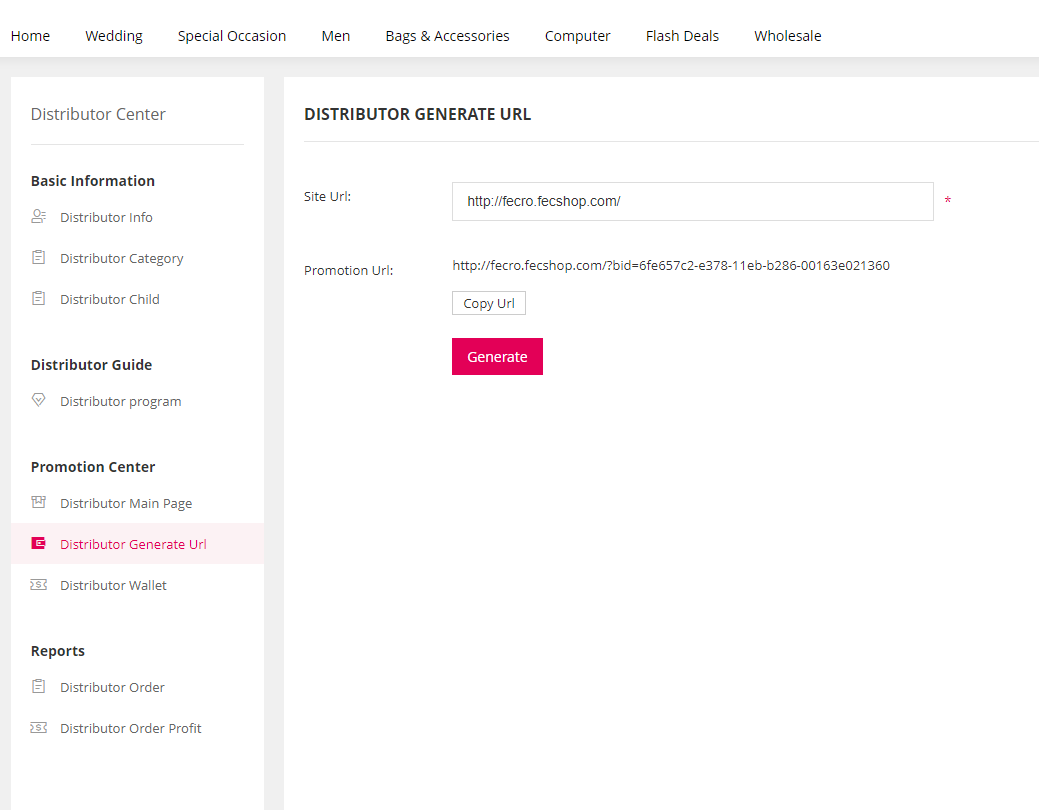 Home Wedding Special Occasion Men Bags & Accessories Computer Flash Deals Wholesale
Distributor Center
Basic Information
Distributor Info
Distributor Category
Distributor Child
Distributor Guide
Distributor program
Promotion Center
Distributor Main Page
Distributor Generate Url
Distributor Wallet
Reports
Distributor Order
Distributor Order Profit
DISTRIBUTOR GENERATE URL
Site Url: http://fecro.fecshop.com/ *
Promotion Url: http://fecro.fecshop.com/?bid=6fe657c2-e378-11eb-b286-00163e021360
Copy Url
Generate